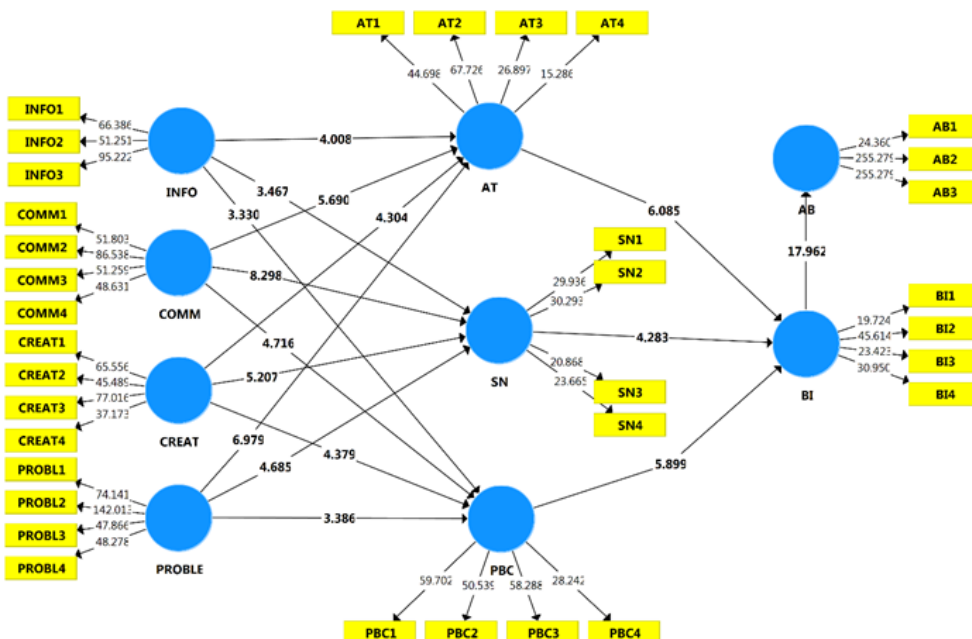 AT1 AT2 AT3 AT4
44.698 67.726 26.897 15.286
INFO1
INFO2
INFO3
66.386
51.251
95.222
INFO
4.008
3.467
3.330
AT
COMM1
COMM2
COMM3
COMM4
51.803
86.538
51.259
48.631
COMM
5.690
8.298
4.716
CREAT1
CREAT2
CREAT3
CREAT4
65.556
45.489
77.016
37.173
CREAT
4.304
5.207
4.379
PROBL1
PROBL2
PROBL3
PROBL4
74.141
142.013
47.866
48.278
PROBLE
6.979
4.685
3.386
SN1
SN2
29.936
30.293
SN
20.868
23.665
SN3
SN4
PBC
59.702 50.539 58.288 28.242
PBC1 PBC2 PBC3 PBC4
6.085
4.283
5.899
AB
24.360
255.279
255.279
AB1
AB2
AB3
17.962
BI
19.724
45.614
23.423
30.950
BI1
BI2
BI3
BI4